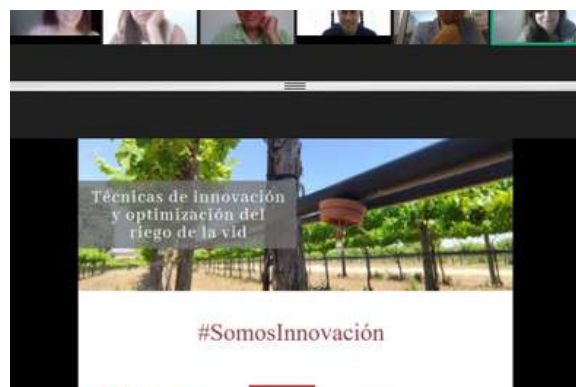 Técnicas de innovación
y optimización del
riego de la vid
#SomosInnovación